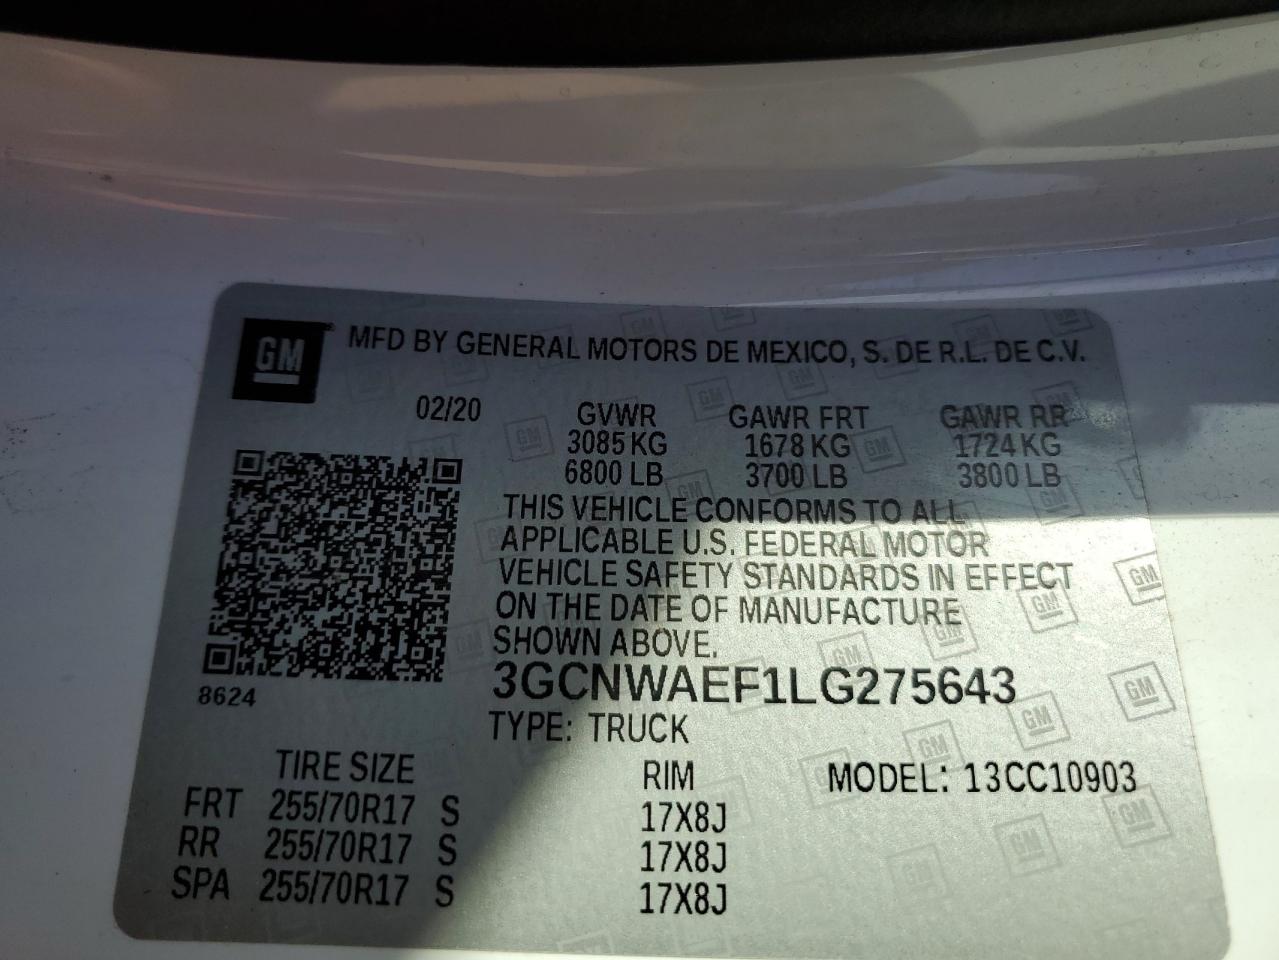 GM® MFD BY GENERAL MOTORS DE MEXICO, S. DE R.L. DE C.V.
02/20 GVWR GAWR FRT GAWR RR
3085 KG 1678 KG 1724 KG
6800 LB 3700 LB 3800 LB
THIS VEHICLE CONFORMS TO ALL
APPLICABLE U.S. FEDERAL MOTOR
VEHICLE SAFETY STANDARDS IN EFFECT
ON THE DATE OF MANUFACTURE
SHOWN ABOVE.
3GCNWAEF1LG275643
8624
TYPE: TRUCK
TIRE SIZE RIM MODEL: 13CC10903
FRT 255/70R17 S 17X8J
RR 255/70R17 S 17X8J
SPA 255/70R17 S 17X8J